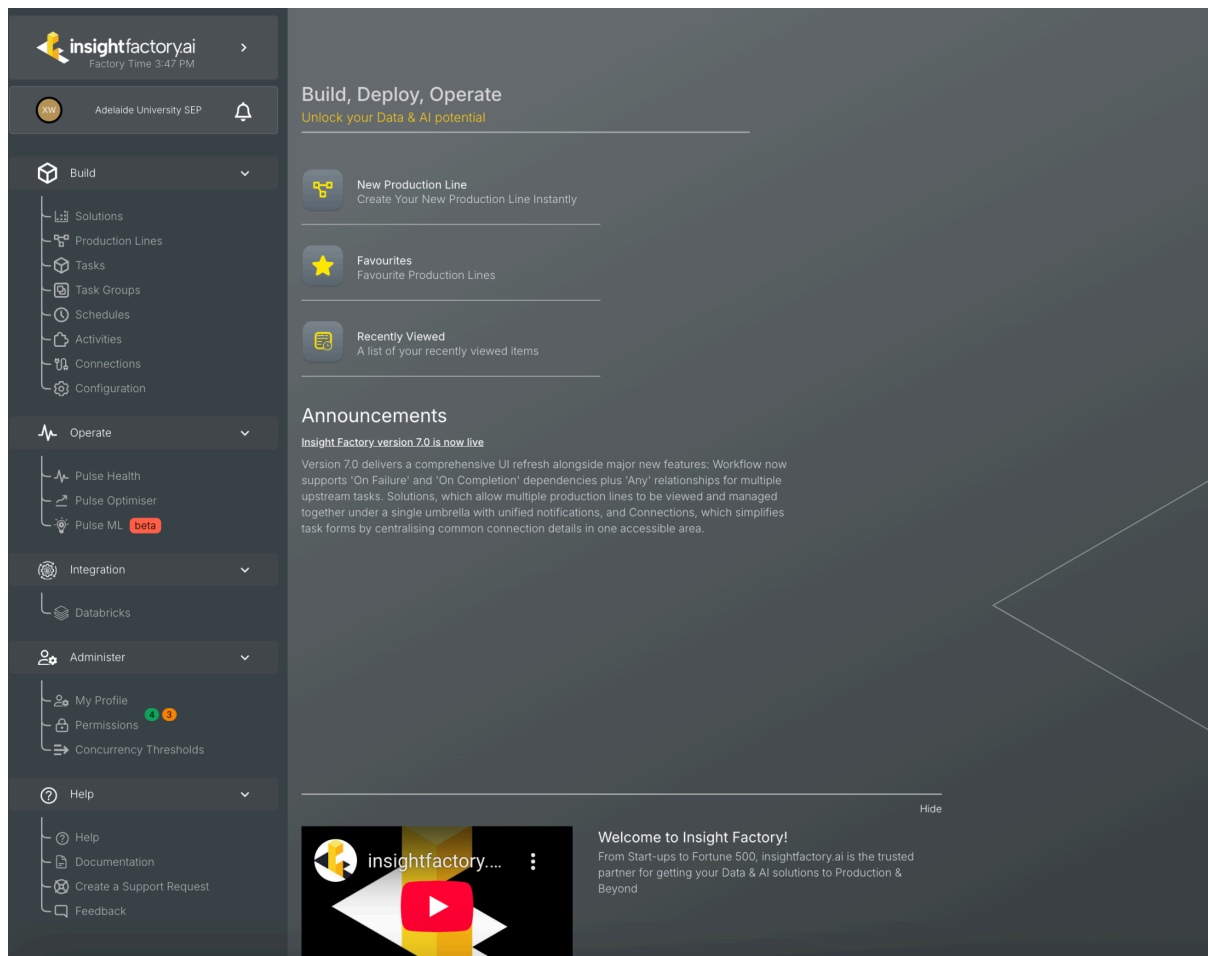 insightfactory.ai
Factory Time 3:47 PM
XW
Adelaide University SEP
Build
Solutions
Production Lines
Tasks
Task Groups
Schedules
Activities
Connections
Configuration
Operate
Pulse Health
Pulse Optimiser
Pulse ML beta
Integration
Databricks
Administer
My Profile
4 3
Permissions
Concurrency Thresholds
Help
Help
Documentation
Create a Support Request
Feedback
Build, Deploy, Operate
Unlock your Data & AI potential
New Production Line
Create Your New Production Line Instantly
Favourites
Favourite Production Lines
Recently Viewed
A list of your recently viewed items
Announcements
Insight Factory version 7.0 is now live
Version 7.0 delivers a comprehensive UI refresh alongside major new features: Workflow now
supports 'On Failure' and 'On Completion' dependencies plus 'Any' relationships for multiple
upstream tasks. Solutions, which allow multiple production lines to be viewed and managed
together under a single umbrella with unified notifications, and Connections, which simplifies
task forms by centralising common connection details in one accessible area.
Hide
insightfactory....
Welcome to Insight Factory!
From Start-ups to Fortune 500, insightfactory.ai is the trusted
partner for getting your Data & AI solutions to Production &
Beyond